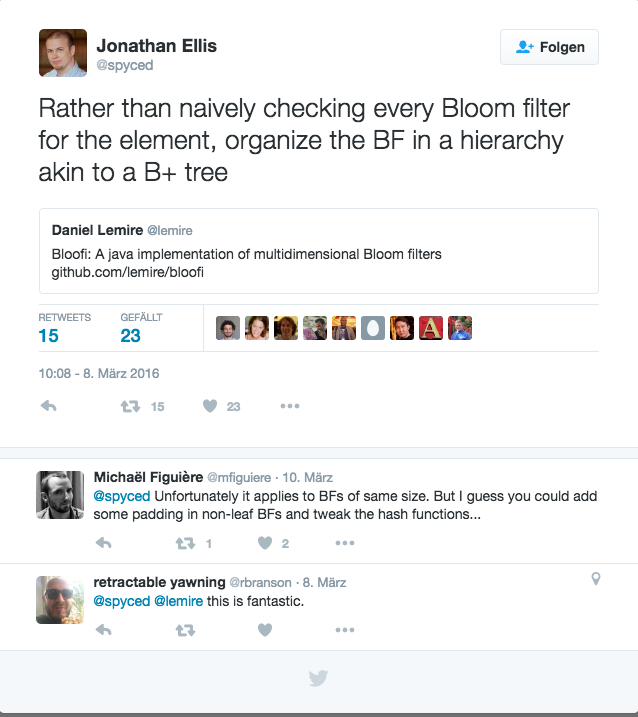 Jonathan Ellis
@spyced
Folgen
Rather than naively checking every Bloom filter
for the element, organize the BF in a hierarchy
akin to a B+ tree
Daniel Lemire @lemire
Bloofi: A java implementation of multidimensional Bloom filters
github.com/lemire/bloofi
RETWEETS
15
GEFÄLLT
23
A
10:08 - 8. März 2016
15
23
Michaël Figuière @mfiguiere · 10. März
@spyced Unfortunately it applies to BFs of same size. But I guess you could add
some padding in non-leaf BFs and tweak the hash functions...
1
2
retractable yawning @rbranson · 8. März
@spyced @lemire this is fantastic.